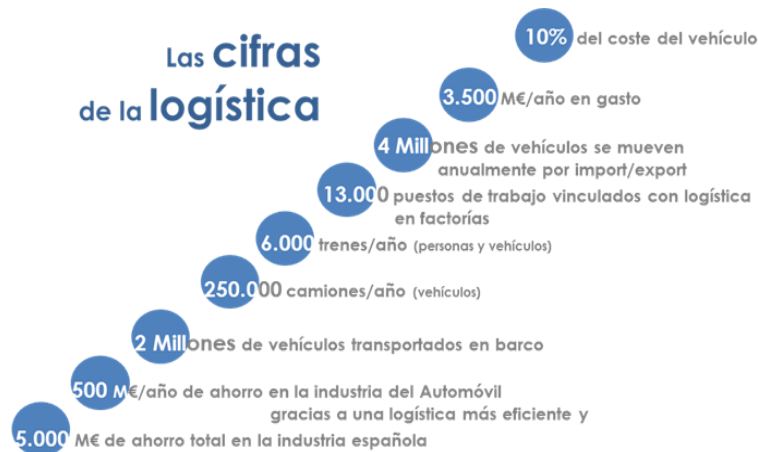 Las cifras
de la logística
10% del coste del vehículo
3.500 M€/año en gasto
4 Millones de vehículos se mueven
anualmente por import/export
13.000 puestos de trabajo vinculados con logística
en factorías
6.000 trenes/año (personas y vehículos)
250.000 camiones/año (vehículos)
2 Millones de vehículos transportados en barco
500 M€/año de ahorro en la industria del Automóvil
gracias a una logística más eficiente y
5.000 M€ de ahorro total en la industria española